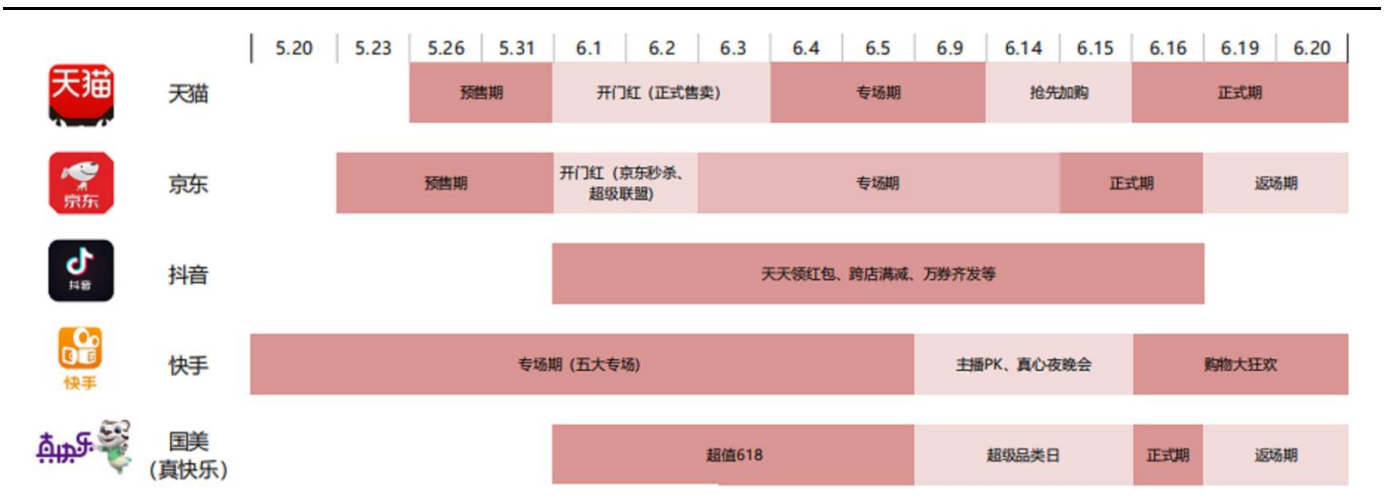 5.20 5.23 5.26 5.31 6.1 6.2 6.3 6.4 6.5 6.9 6.14 6.15 6.16 6.19 6.20
天猫 天猫 预售期 开门红（正式售卖） 专场期 抢先加购 正式期
京东 京东 预售期 开门红（京东秒杀、
超级联盟） 专场期 正式期 返场期
抖音 抖音 天天领红包、跨店满减、万券齐发等
快手 快手 专场期（五大专场） 主播PK、真心夜晚会 购物大狂欢
真快乐 国美
（真快乐） 超值618 超级品类日 正式期 返场期